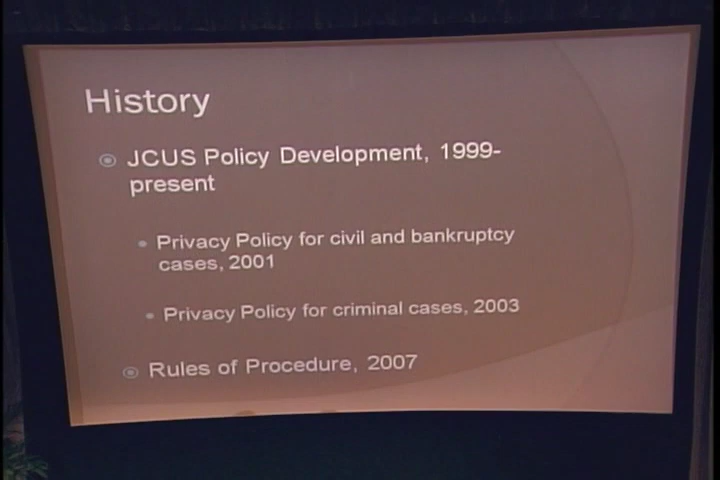 History
JCUS Policy Development, 1999-
present
Privacy Policy for civil and bankruptcy
cases, 2001
Privacy Policy for criminal cases, 2003
Rules of Procedure, 2007